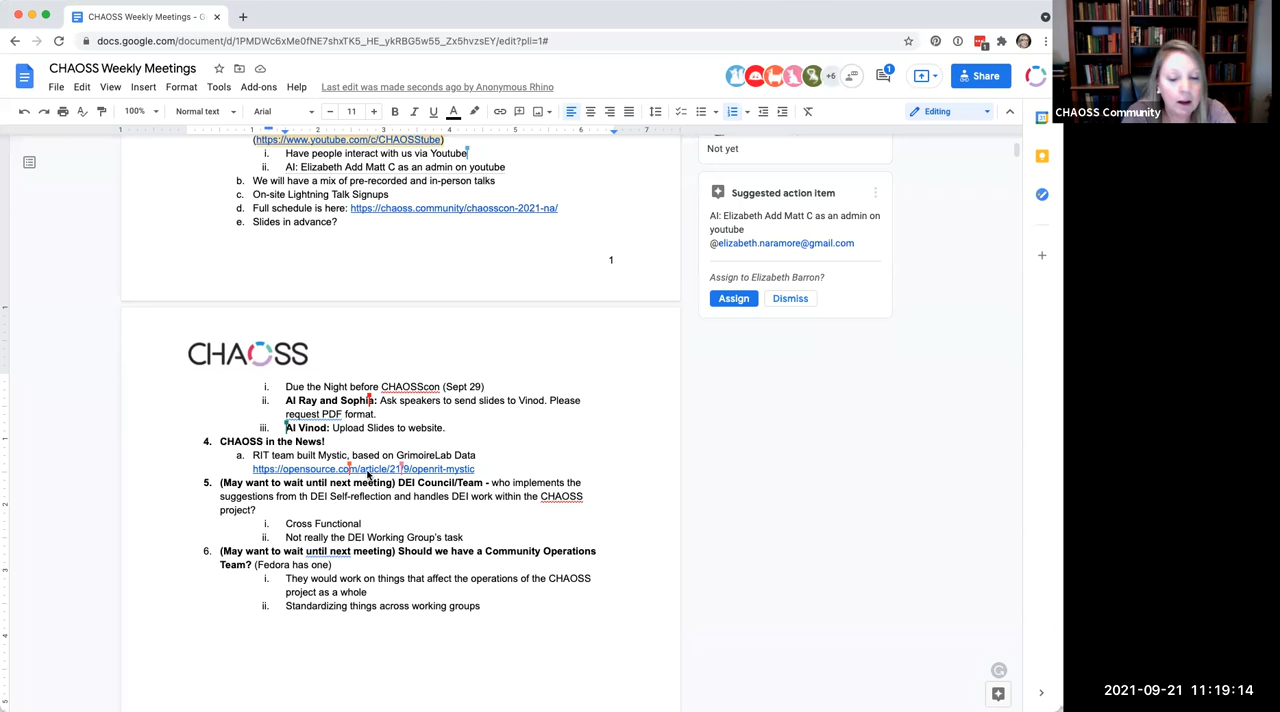 CHAOSS Weekly Meetings - G
docs.google.com/document/d/1PMDWc6xMe0fNE7shxTK5_HE_ykRBG5w55_Zx5hvzsEY/edit?pli=1#
CHAOSS Weekly Meetings
+6
1
Share
File Edit View Insert Format Tools Add-ons Help Last edit was made seconds ago by Anonymous Rhino
100% Normal text Arial 11 Editing
CHAOSS Community
1 1 2 3 4 5 6 7
(https://www.youtube.com/c/CHAOSStube)
i. Have people interact with us via Youtube
ii. AI: Elizabeth Add Matt C as an admin on youtube
b. We will have a mix of pre-recorded and in-person talks
c. On-site Lightning Talk Signups
d. Full schedule is here: https://chaoss.community/chaosscon-2021-na/
e. Slides in advance?
1
Not yet
Suggested action item
AI: Elizabeth Add Matt C as an admin on
youtube
@elizabeth.naramore@gmail.com
Assign to Elizabeth Barron?
Assign Dismiss
CHAOSS
i. Due the Night before CHAOSScon (Sept 29)
ii. AI Ray and Sophia: Ask speakers to send slides to Vinod. Please
request PDF format.
iii. AI Vinod: Upload Slides to website.
4. CHAOSS in the News!
a. RIT team built Mystic, based on GrimoireLab Data
https://opensource.com/article/21/9/openrit-mystic
5. (May want to wait until next meeting) DEI Council/Team - who implements the
suggestions from th DEI Self-reflection and handles DEI work within the CHAOSS
project?
i. Cross Functional
ii. Not really the DEI Working Group's task
6. (May want to wait until next meeting) Should we have a Community Operations
Team? (Fedora has one)
i. They would work on things that affect the operations of the CHAOSS
project as a whole
ii. Standardizing things across working groups
2021-09-21 11:19:14